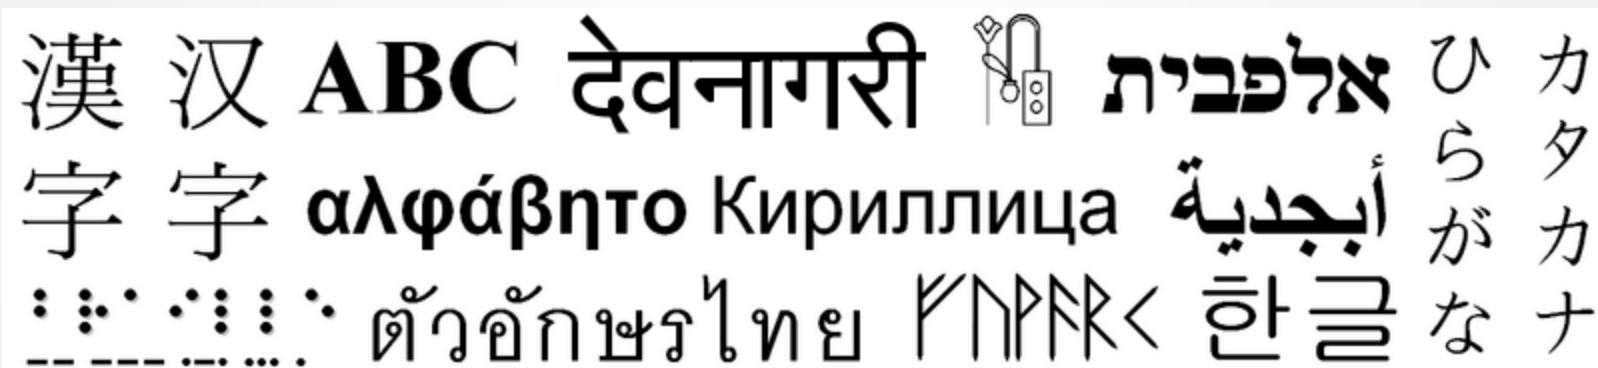 漢 汉 ABC देवनागरी אלפבית
字 字 αλφάβητο Кириллица أبجدية
ตัวอักษรไทย ᚠᚢᚹᚨᚱᚲ 한글
ひらがな
カタカナ